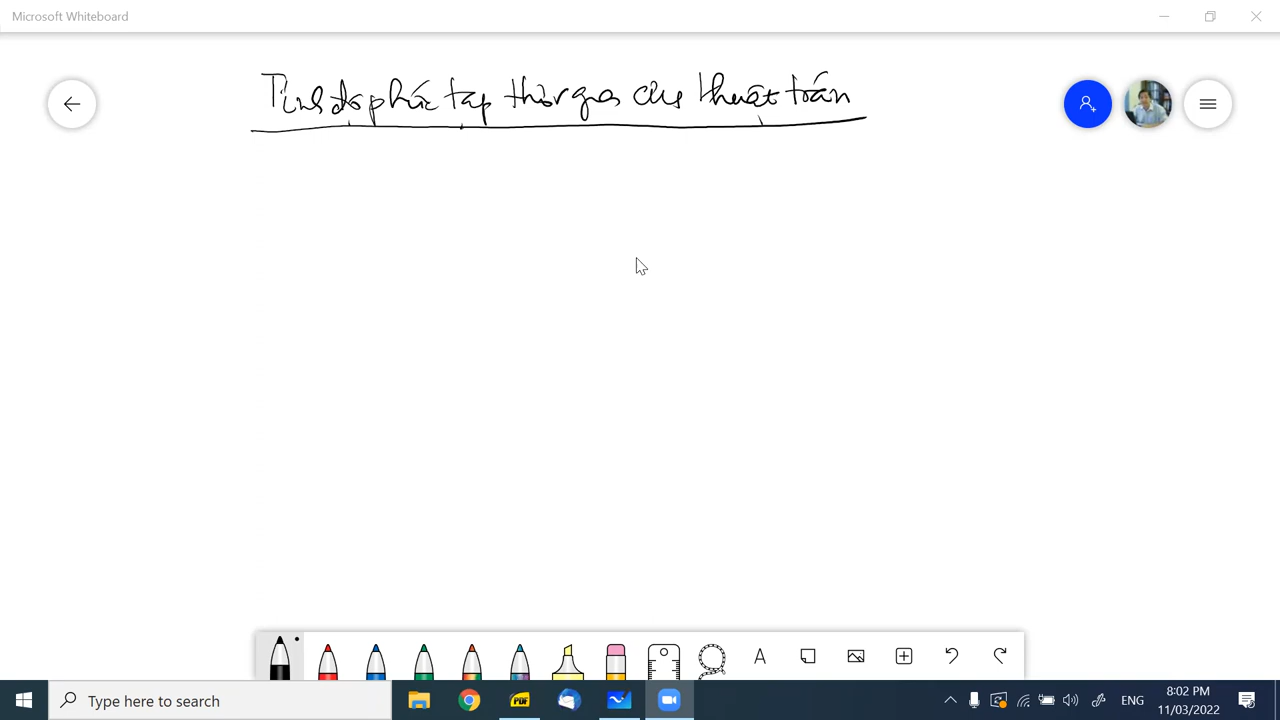 Microsoft Whiteboard
Tính độ phức tạp thời gian của thuật toán
A
Type here to search
PDF
ENG
8:02 PM
11/03/2022